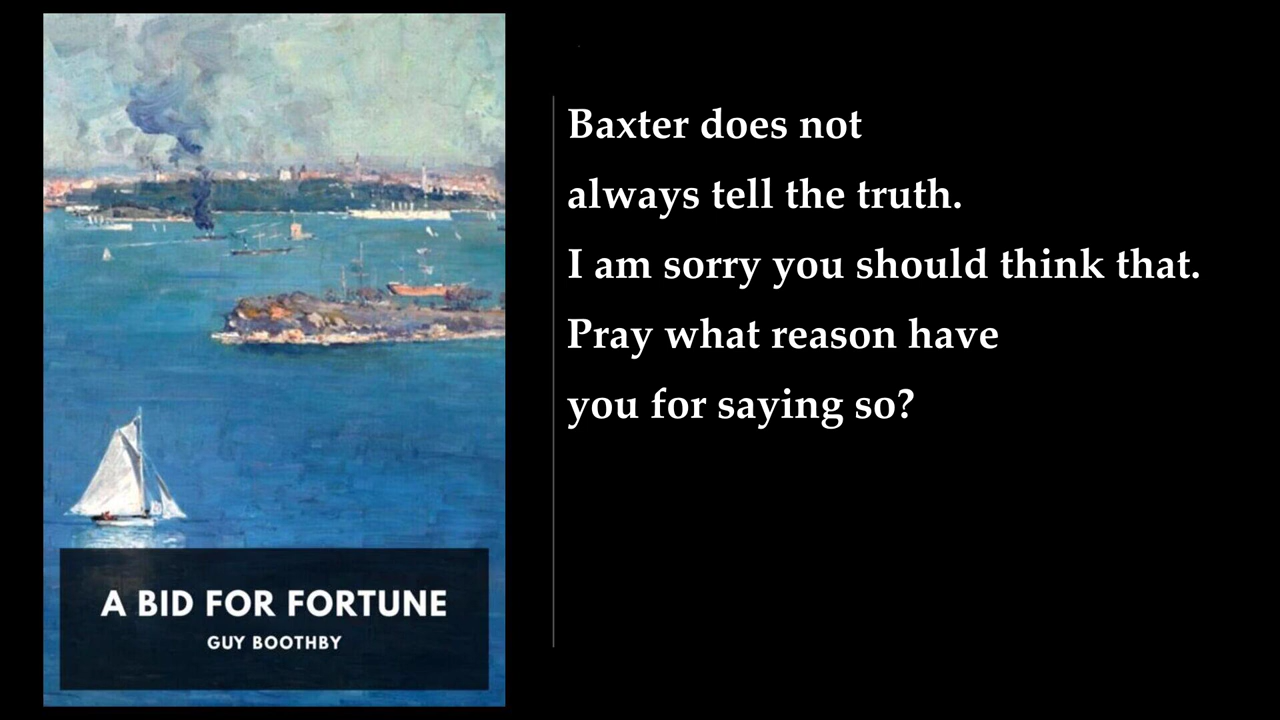 A BID FOR FORTUNE
GUY BOOTHBY
Baxter does not
always tell the truth.
I am sorry you should think that.
Pray what reason have
you for saying so?